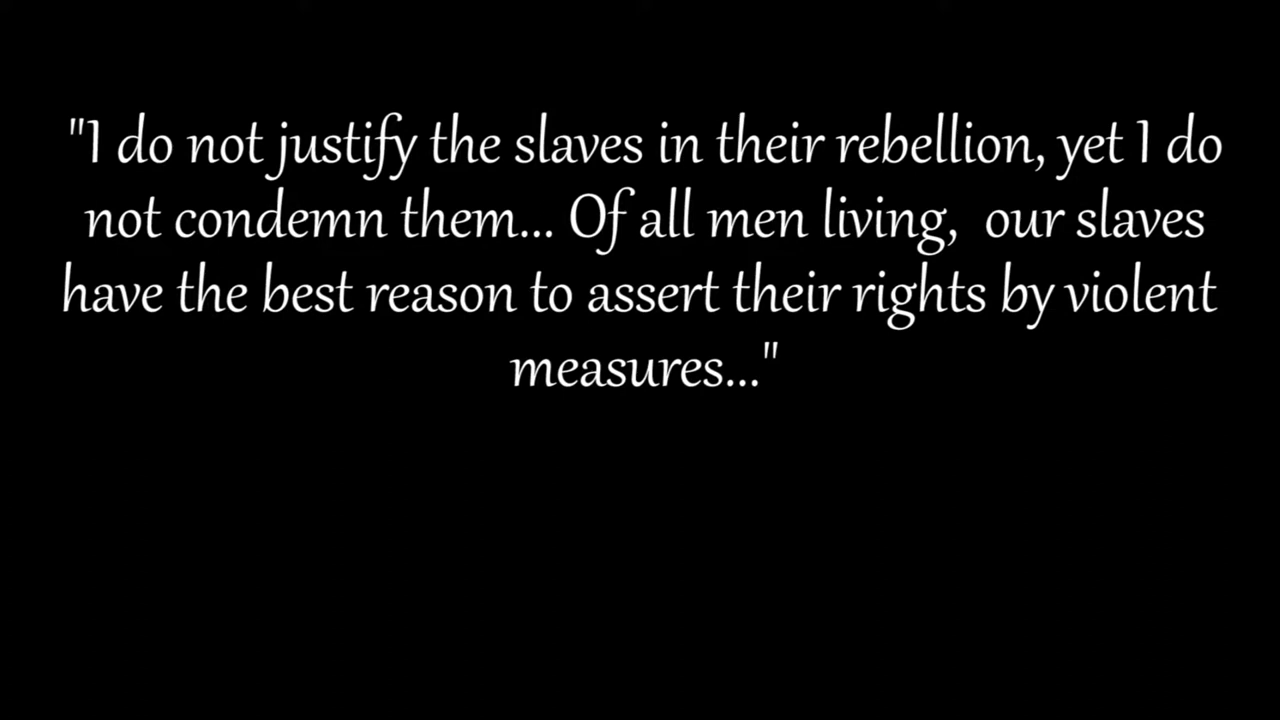 "I do not justify the slaves in their rebellion, yet I do
not condemn them... Of all men living,  our slaves
have the best reason to assert their rights by violent
measures..."